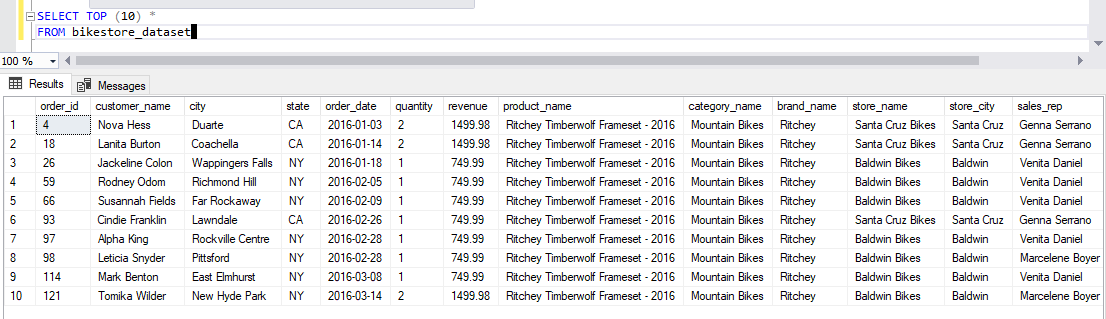 SELECT TOP (10) *
FROM bikestore_dataset
100 %
Results Messages
order_id customer_name city state order_date quantity revenue product_name category_name brand_name store_name store_city sales_rep
1 4 Nova Hess Duarte CA 2016-01-03 2 1499.98 Ritchey Timberwolf Frameset - 2016 Mountain Bikes Ritchey Santa Cruz Bikes Santa Cruz Genna Serrano
2 18 Lanita Burton Coachella CA 2016-01-14 2 1499.98 Ritchey Timberwolf Frameset - 2016 Mountain Bikes Ritchey Santa Cruz Bikes Santa Cruz Genna Serrano
3 26 Jackeline Colon Wappingers Falls NY 2016-01-18 1 749.99 Ritchey Timberwolf Frameset - 2016 Mountain Bikes Ritchey Baldwin Bikes Baldwin Venita Daniel
4 59 Rodney Odom Richmond Hill NY 2016-02-05 1 749.99 Ritchey Timberwolf Frameset - 2016 Mountain Bikes Ritchey Baldwin Bikes Baldwin Venita Daniel
5 66 Susannah Fields Far Rockaway NY 2016-02-09 1 749.99 Ritchey Timberwolf Frameset - 2016 Mountain Bikes Ritchey Baldwin Bikes Baldwin Venita Daniel
6 93 Cindie Franklin Lawndale CA 2016-02-26 1 749.99 Ritchey Timberwolf Frameset - 2016 Mountain Bikes Ritchey Santa Cruz Bikes Santa Cruz Genna Serrano
7 97 Alpha King Rockville Centre NY 2016-02-28 1 749.99 Ritchey Timberwolf Frameset - 2016 Mountain Bikes Ritchey Baldwin Bikes Baldwin Venita Daniel
8 98 Leticia Snyder Pittsford NY 2016-02-28 1 749.99 Ritchey Timberwolf Frameset - 2016 Mountain Bikes Ritchey Baldwin Bikes Baldwin Marcelene Boyer
9 114 Mark Benton East Elmhurst NY 2016-03-08 1 749.99 Ritchey Timberwolf Frameset - 2016 Mountain Bikes Ritchey Baldwin Bikes Baldwin Venita Daniel
10 121 Tomika Wilder New Hyde Park NY 2016-03-14 2 1499.98 Ritchey Timberwolf Frameset - 2016 Mountain Bikes Ritchey Baldwin Bikes Baldwin Marcelene Boyer